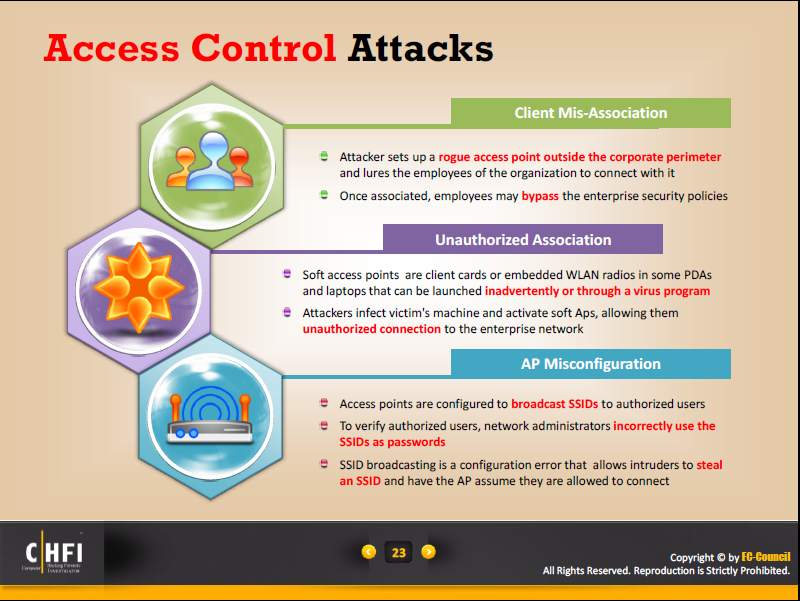 Access Control Attacks
Client Mis-Association
Attacker sets up a rogue access point outside the corporate perimeter
and lures the employees of the organization to connect with it
Once associated, employees may bypass the enterprise security policies
Unauthorized Association
Soft access points are client cards or embedded WLAN radios in some PDAs
and laptops that can be launched inadvertently or through a virus program
Attackers infect victim's machine and activate soft Aps, allowing them
unauthorized connection to the enterprise network
AP Misconfiguration
Access points are configured to broadcast SSIDs to authorized users
To verify authorized users, network administrators incorrectly use the
SSIDs as passwords
SSID broadcasting is a configuration error that allows intruders to steal
an SSID and have the AP assume they are allowed to connect
CHFI
Computer Hacking Forensic
INVESTIGATOR
23
Copyright © by EC-Council
All Rights Reserved. Reproduction is Strictly Prohibited.